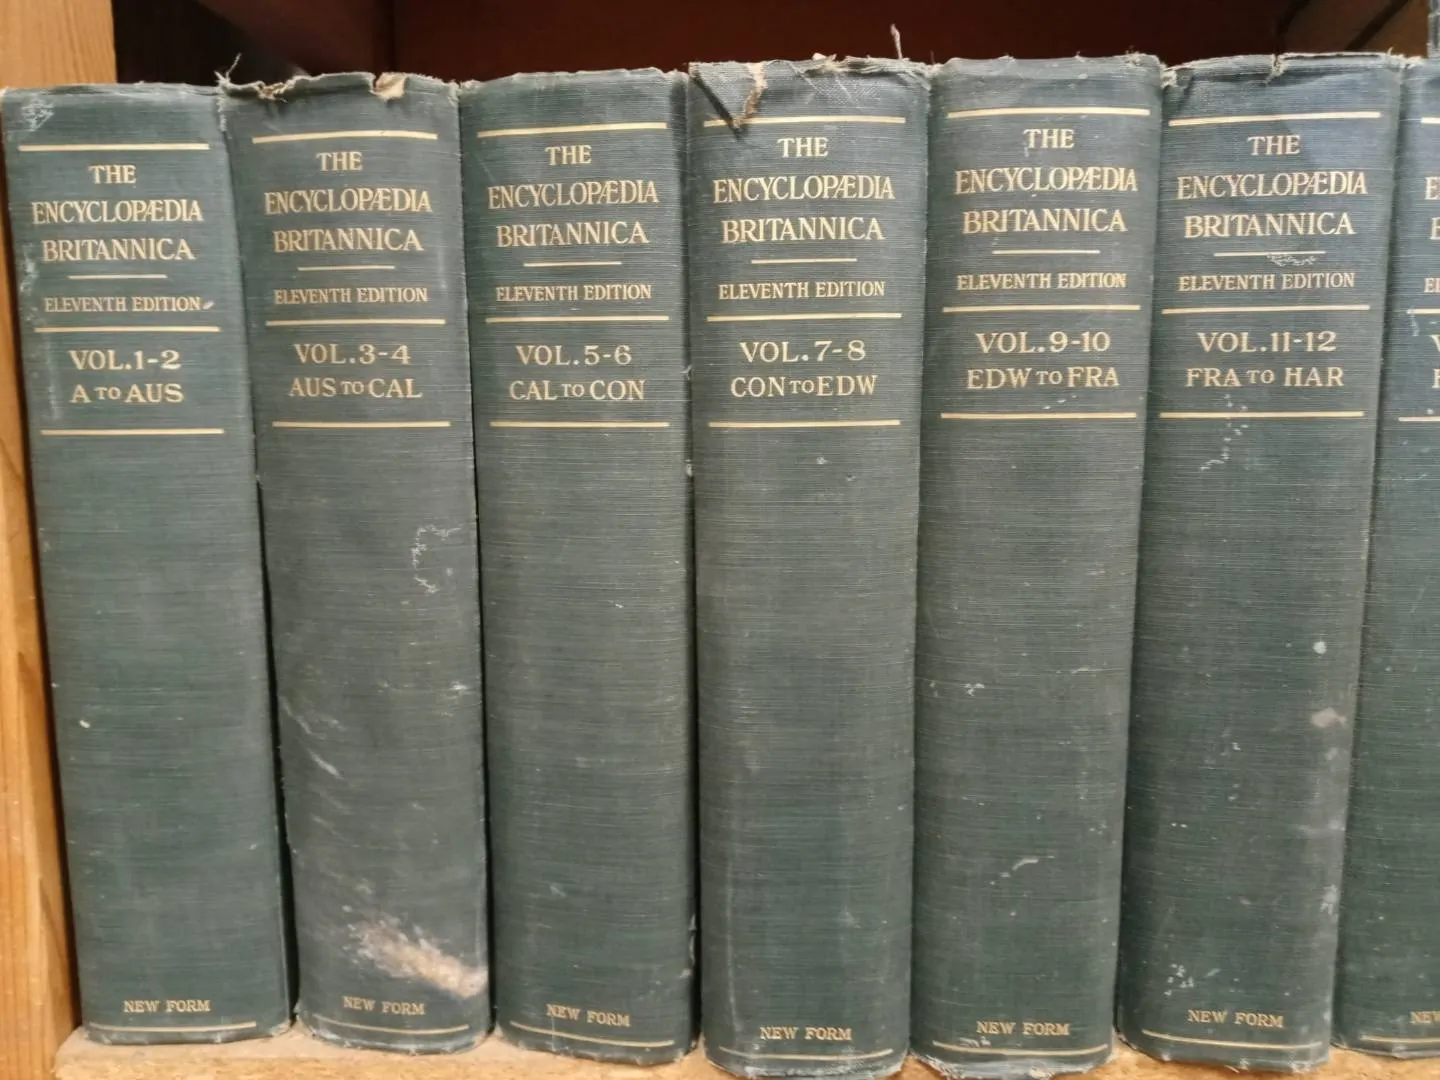 THE
ENCYCLOPÆDIA
BRITANNICA
ELEVENTH EDITION
VOL.1-2
A TO AUS
NEW FORM
THE
ENCYCLOPÆDIA
BRITANNICA
ELEVENTH EDITION
VOL.3-4
AUS TO CAL
NEW FORM
THE
ENCYCLOPÆDIA
BRITANNICA
ELEVENTH EDITION
VOL.5-6
CAL TO CON
NEW FORM
THE
ENCYCLOPÆDIA
BRITANNICA
ELEVENTH EDITION
VOL.7-8
CON TO EDW
NEW FORM
THE
ENCYCLOPÆDIA
BRITANNICA
ELEVENTH EDITION
VOL.9-10
EDW TO FRA
NEW FORM
THE
ENCYCLOPÆDIA
BRITANNICA
ELEVENTH EDITION
VOL.11-12
FRA TO HAR
NEW FORM